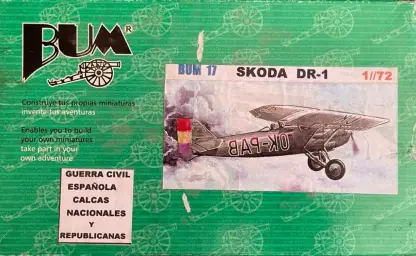 BUM®
Construye tus propias miniaturas
inventa tus aventuras
Enables you to build
your own miniatures
take part in your
own adventure
BUM 17 SKODA DR-1 1//72
OK-PAB
GUERRA CIVIL
ESPAÑOLA
CALCAS
NACIONALES
Y
REPUBLICANAS